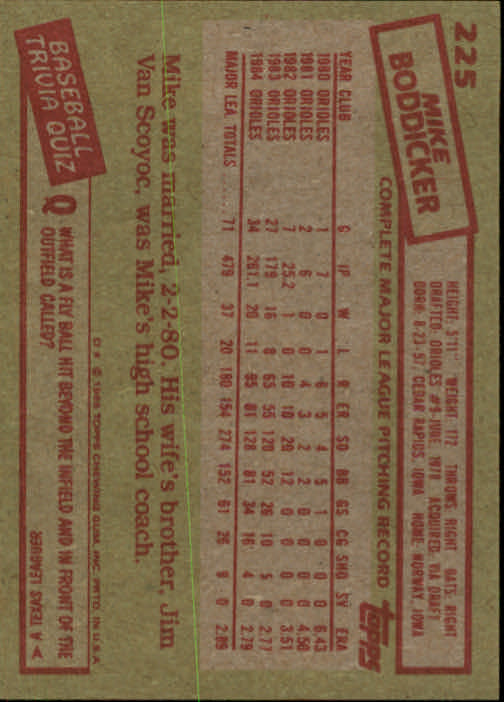 225
MIKE
BODDICKER
HEIGHT: 5'11" WEIGHT: 172 THROWS: RIGHT BATS: RIGHT
DRAFTED: ORIOLES #9-JUNE, 1978 ACQUIRED: VIA DRAFT
BORN: 8-23-57, CEDAR RAPIDS, IOWA HOME: NORWAY, IOWA
COMPLETE MAJOR LEAGUE PITCHING RECORD
topps
YEAR CLUB G IP W L R ER SO BB GS CG SHO SV ERA
1980 ORIOLES 1 7 0 1 6 5 4 5 1 0 0 0 6.43
1981 ORIOLES 2 6 0 0 4 3 2 2 0 0 0 0 4.50
1982 ORIOLES 7 25.2 1 0 10 10 20 12 0 0 0 0 3.51
1983 ORIOLES 27 179 16 8 65 55 120 52 26 10 5 0 2.77
1984 ORIOLES 34 261.1 20 11 95 81 128 81 34 16 4 0 2.79
MAJOR LEA. TOTALS 71 479 37 20 180 154 274 152 61 26 9 0 2.89
Mike was married, 2-2-80. His wife's brother, Jim
Van Scoyoc, was Mike's high school coach.
BASEBALL
TRIVIA QUIZ
© 1985 TOPPS CHEWING GUM, INC. PRTD. IN U.S.A.
Q WHAT IS A FLY BALL HIT BEYOND THE INFIELD AND IN FRONT OF THE
OUTFIELD CALLED?
A A TEXAS LEAGUER.